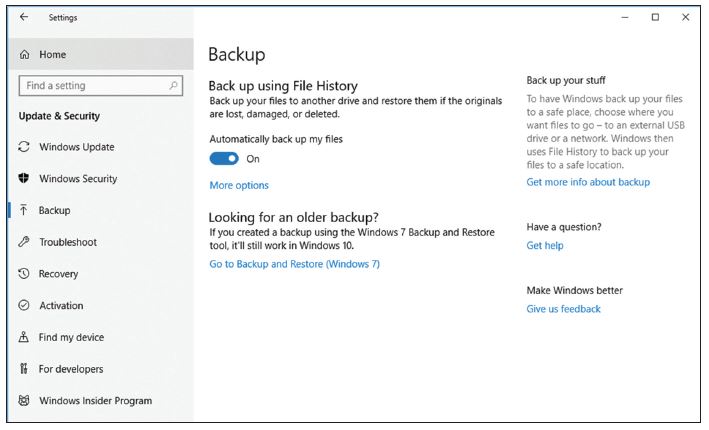 Settings
Home
Find a setting
Update & Security
Windows Update
Windows Security
Backup
Troubleshoot
Recovery
Activation
Find my device
For developers
Windows Insider Program
Backup
Back up using File History
Back up your files to another drive and restore them if the originals
are lost, damaged, or deleted.
Automatically back up my files
On
More options
Looking for an older backup?
If you created a backup using the Windows 7 Backup and Restore
tool, it'll still work in Windows 10.
Go to Backup and Restore (Windows 7)
Back up your stuff
To have Windows back up your files
to a safe place, choose where you
want files to go – to an external USB
drive or a network. Windows then
uses File History to back up your
files to a safe location.
Get more info about backup
Have a question?
Get help
Make Windows better
Give us feedback